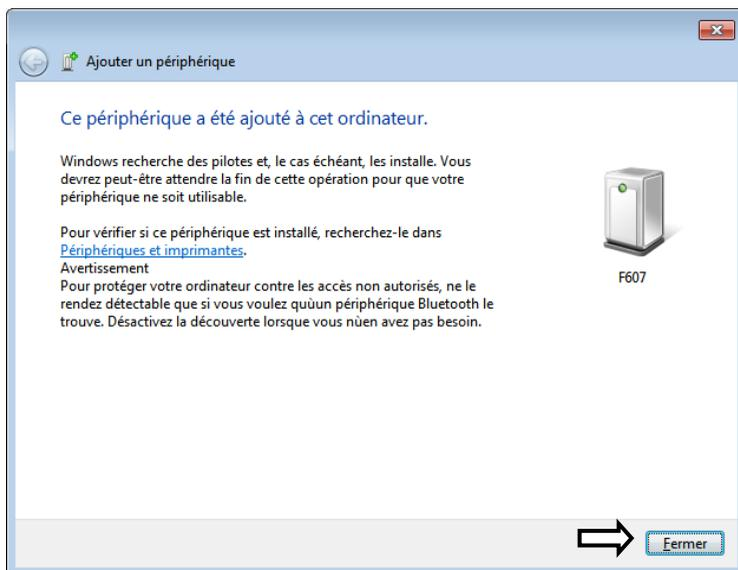 Ajouter un périphérique
Ce périphérique a été ajouté à cet ordinateur.
Windows recherche des pilotes et, le cas échéant, les installe. Vous
devrez peut-être attendre la fin de cette opération pour que votre
périphérique ne soit utilisable.
Pour vérifier si ce périphérique est installé, recherchez-le dans
Périphériques et imprimantes.
Avertissement
Pour protéger votre ordinateur contre les accès non autorisés, ne le
rendez détectable que si vous voulez quùun périphérique Bluetooth le
trouve. Désactivez la découverte lorsque vous nùen avez pas besoin.
F607
Fermer